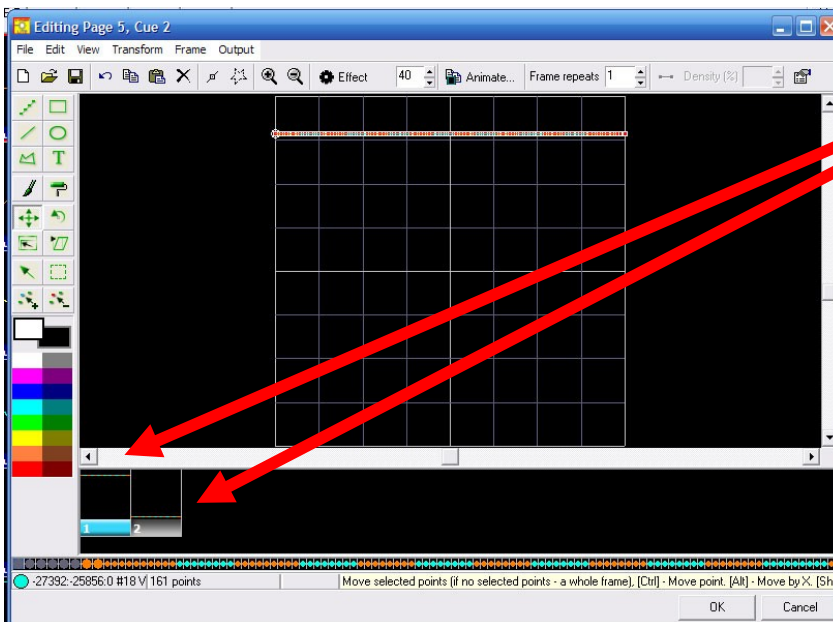 Editing Page 5, Cue 2
File Edit View Transform Frame Output
Effect 40 Animate... Frame repeats 1 Density (%)
T
1 2
-27392:-25856:0 #18 V 161 points Move selected points (if no selected points - a whole frame), [Ctrl] - Move point. [Alt] - Move by X. [Sh
OK Cancel